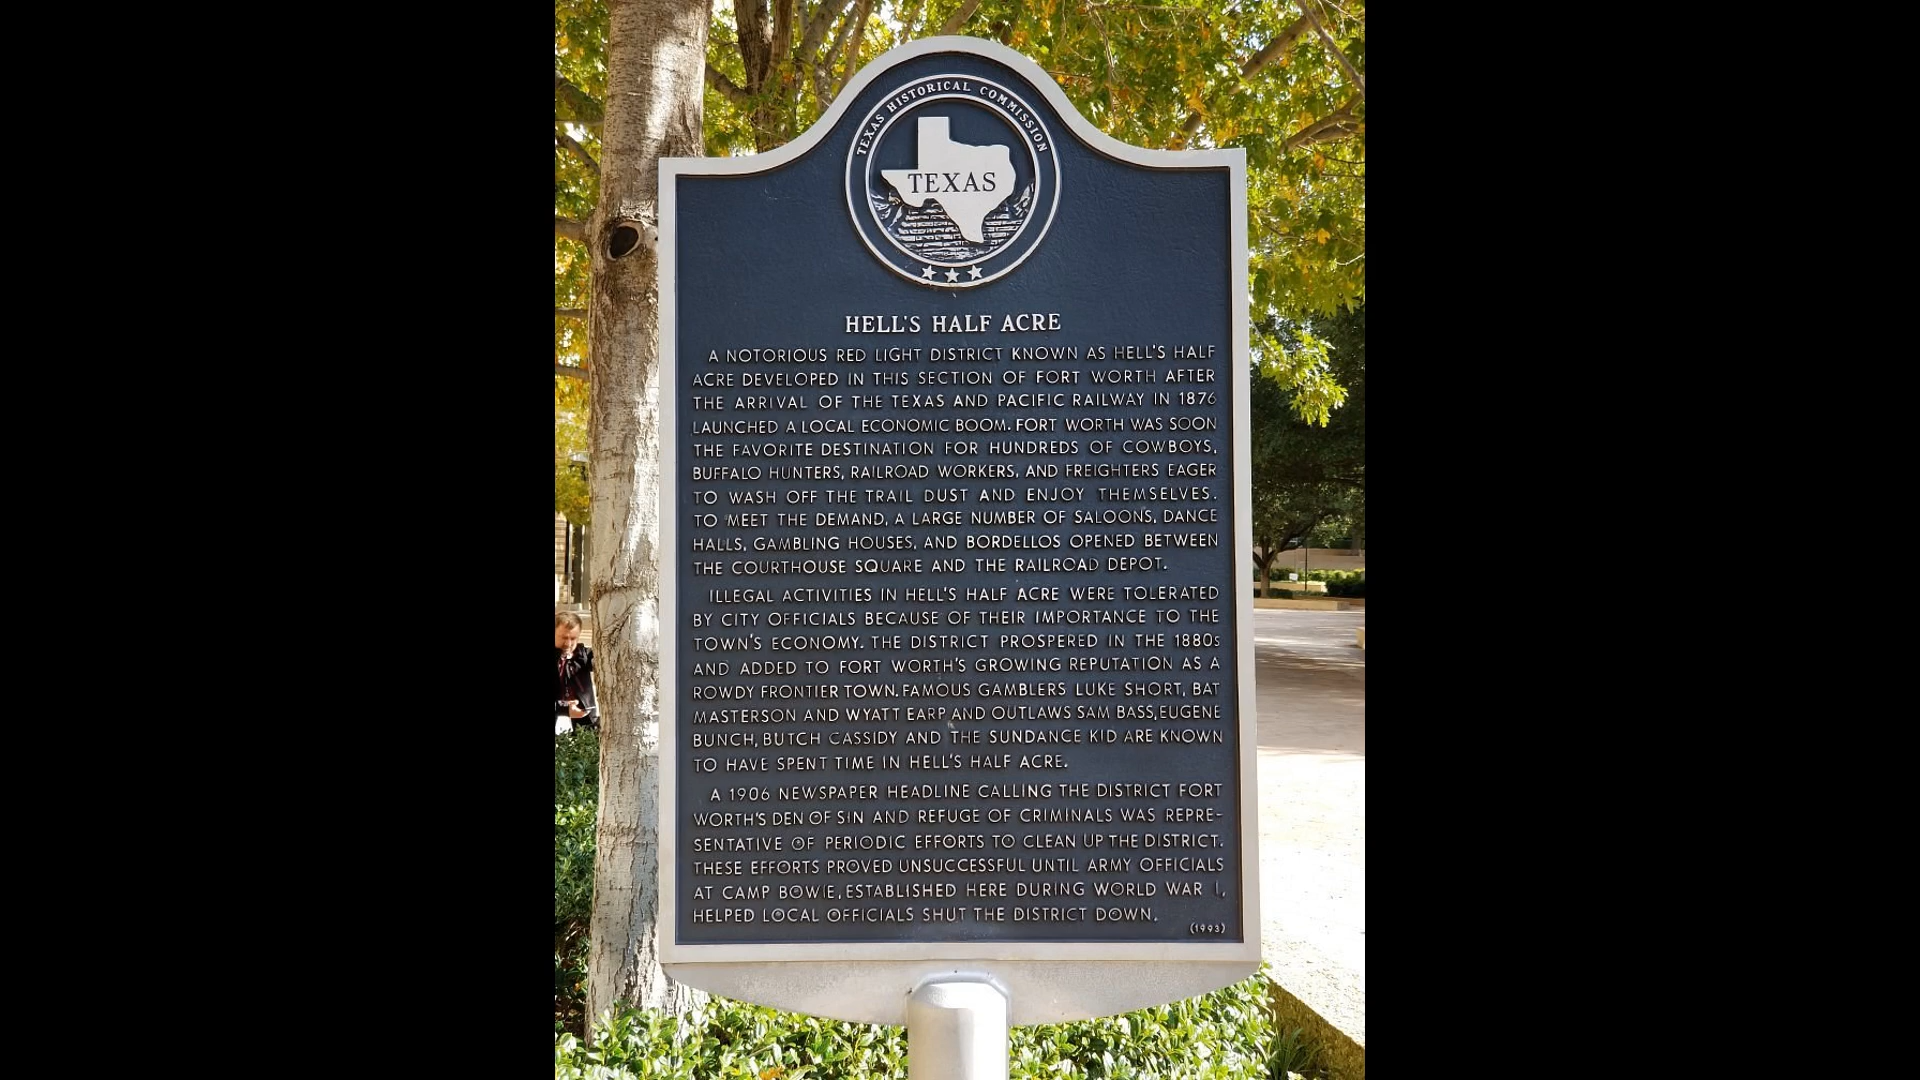 TEXAS HISTORICAL COMMISSION
TEXAS
HELL'S HALF ACRE
A NOTORIOUS RED LIGHT DISTRICT KNOWN AS HELL'S HALF
ACRE DEVELOPED IN THIS SECTION OF FORT WORTH AFTER
THE ARRIVAL OF THE TEXAS AND PACIFIC RAILWAY IN 1876
LAUNCHED A LOCAL ECONOMIC BOOM. FORT WORTH WAS SOON
THE FAVORITE DESTINATION FOR HUNDREDS OF COWBOYS,
BUFFALO HUNTERS, RAILROAD WORKERS, AND FREIGHTERS EAGER
TO WASH OFF THE TRAIL DUST AND ENJOY THEMSELVES.
TO MEET THE DEMAND, A LARGE NUMBER OF SALOONS, DANCE
HALLS, GAMBLING HOUSES, AND BORDELLOS OPENED BETWEEN
THE COURTHOUSE SQUARE AND THE RAILROAD DEPOT.
ILLEGAL ACTIVITIES IN HELL'S HALF ACRE WERE TOLERATED
BY CITY OFFICIALS BECAUSE OF THEIR IMPORTANCE TO THE
TOWN'S ECONOMY. THE DISTRICT PROSPERED IN THE 1880s
AND ADDED TO FORT WORTH'S GROWING REPUTATION AS A
ROWDY FRONTIER TOWN. FAMOUS GAMBLERS LUKE SHORT, BAT
MASTERSON AND WYATT EARP AND OUTLAWS SAM BASS, EUGENE
BUNCH, BUTCH CASSIDY AND THE SUNDANCE KID ARE KNOWN
TO HAVE SPENT TIME IN HELL'S HALF ACRE.
A 1906 NEWSPAPER HEADLINE CALLING THE DISTRICT FORT
WORTH'S DEN OF SIN AND REFUGE OF CRIMINALS WAS REPRE-
SENTATIVE OF PERIODIC EFFORTS TO CLEAN UP THE DISTRICT.
THESE EFFORTS PROVED UNSUCCESSFUL UNTIL ARMY OFFICIALS
AT CAMP BOWIE, ESTABLISHED HERE DURING WORLD WAR I,
HELPED LOCAL OFFICIALS SHUT THE DISTRICT DOWN.
(1993)